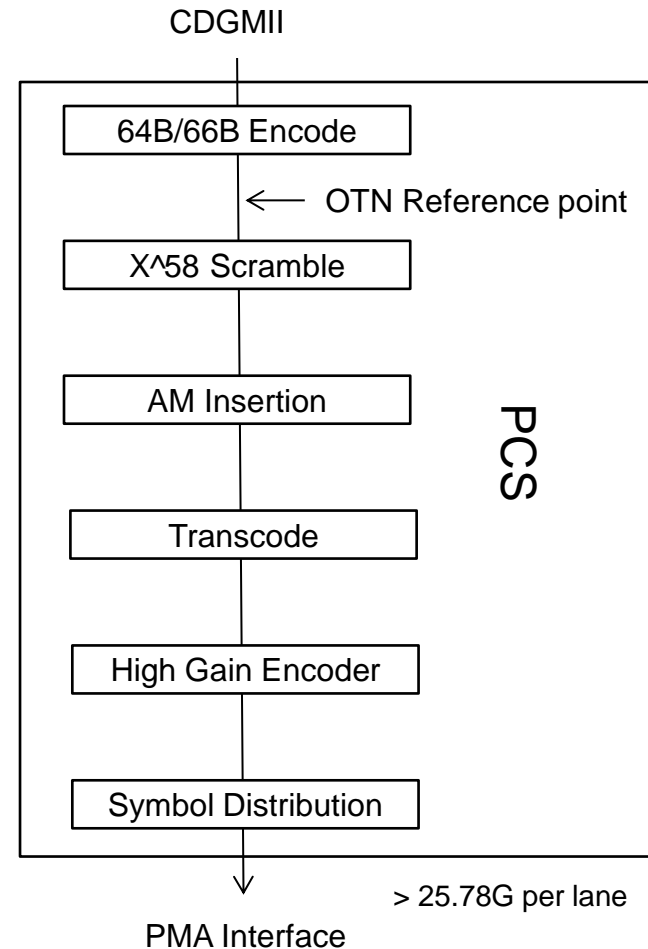 CDGMII
64B/66B Encode
OTN Reference point
X^58 Scramble
AM Insertion
PCS
Transcode
High Gain Encoder
Symbol Distribution
> 25.78G per lane
PMA Interface